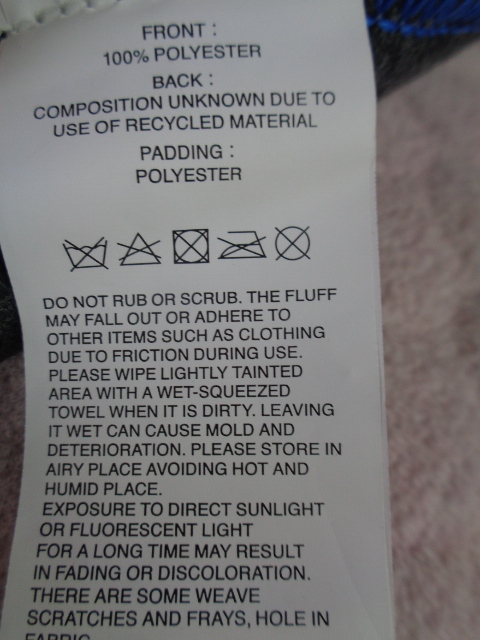 FRONT :
100% POLYESTER
BACK :
COMPOSITION UNKNOWN DUE TO
USE OF RECYCLED MATERIAL
PADDING :
POLYESTER
DO NOT RUB OR SCRUB. THE FLUFF
MAY FALL OUT OR ADHERE TO
OTHER ITEMS SUCH AS CLOTHING
DUE TO FRICTION DURING USE.
PLEASE WIPE LIGHTLY TAINTED
AREA WITH A WET-SQUEEZED
TOWEL WHEN IT IS DIRTY. LEAVING
IT WET CAN CAUSE MOLD AND
DETERIORATION. PLEASE STORE IN
AIRY PLACE AVOIDING HOT AND
HUMID PLACE.
EXPOSURE TO DIRECT SUNLIGHT
OR FLUORESCENT LIGHT
FOR A LONG TIME MAY RESULT
IN FADING OR DISCOLORATION.
THERE ARE SOME WEAVE
SCRATCHES AND FRAYS, HOLE IN
FABRIC